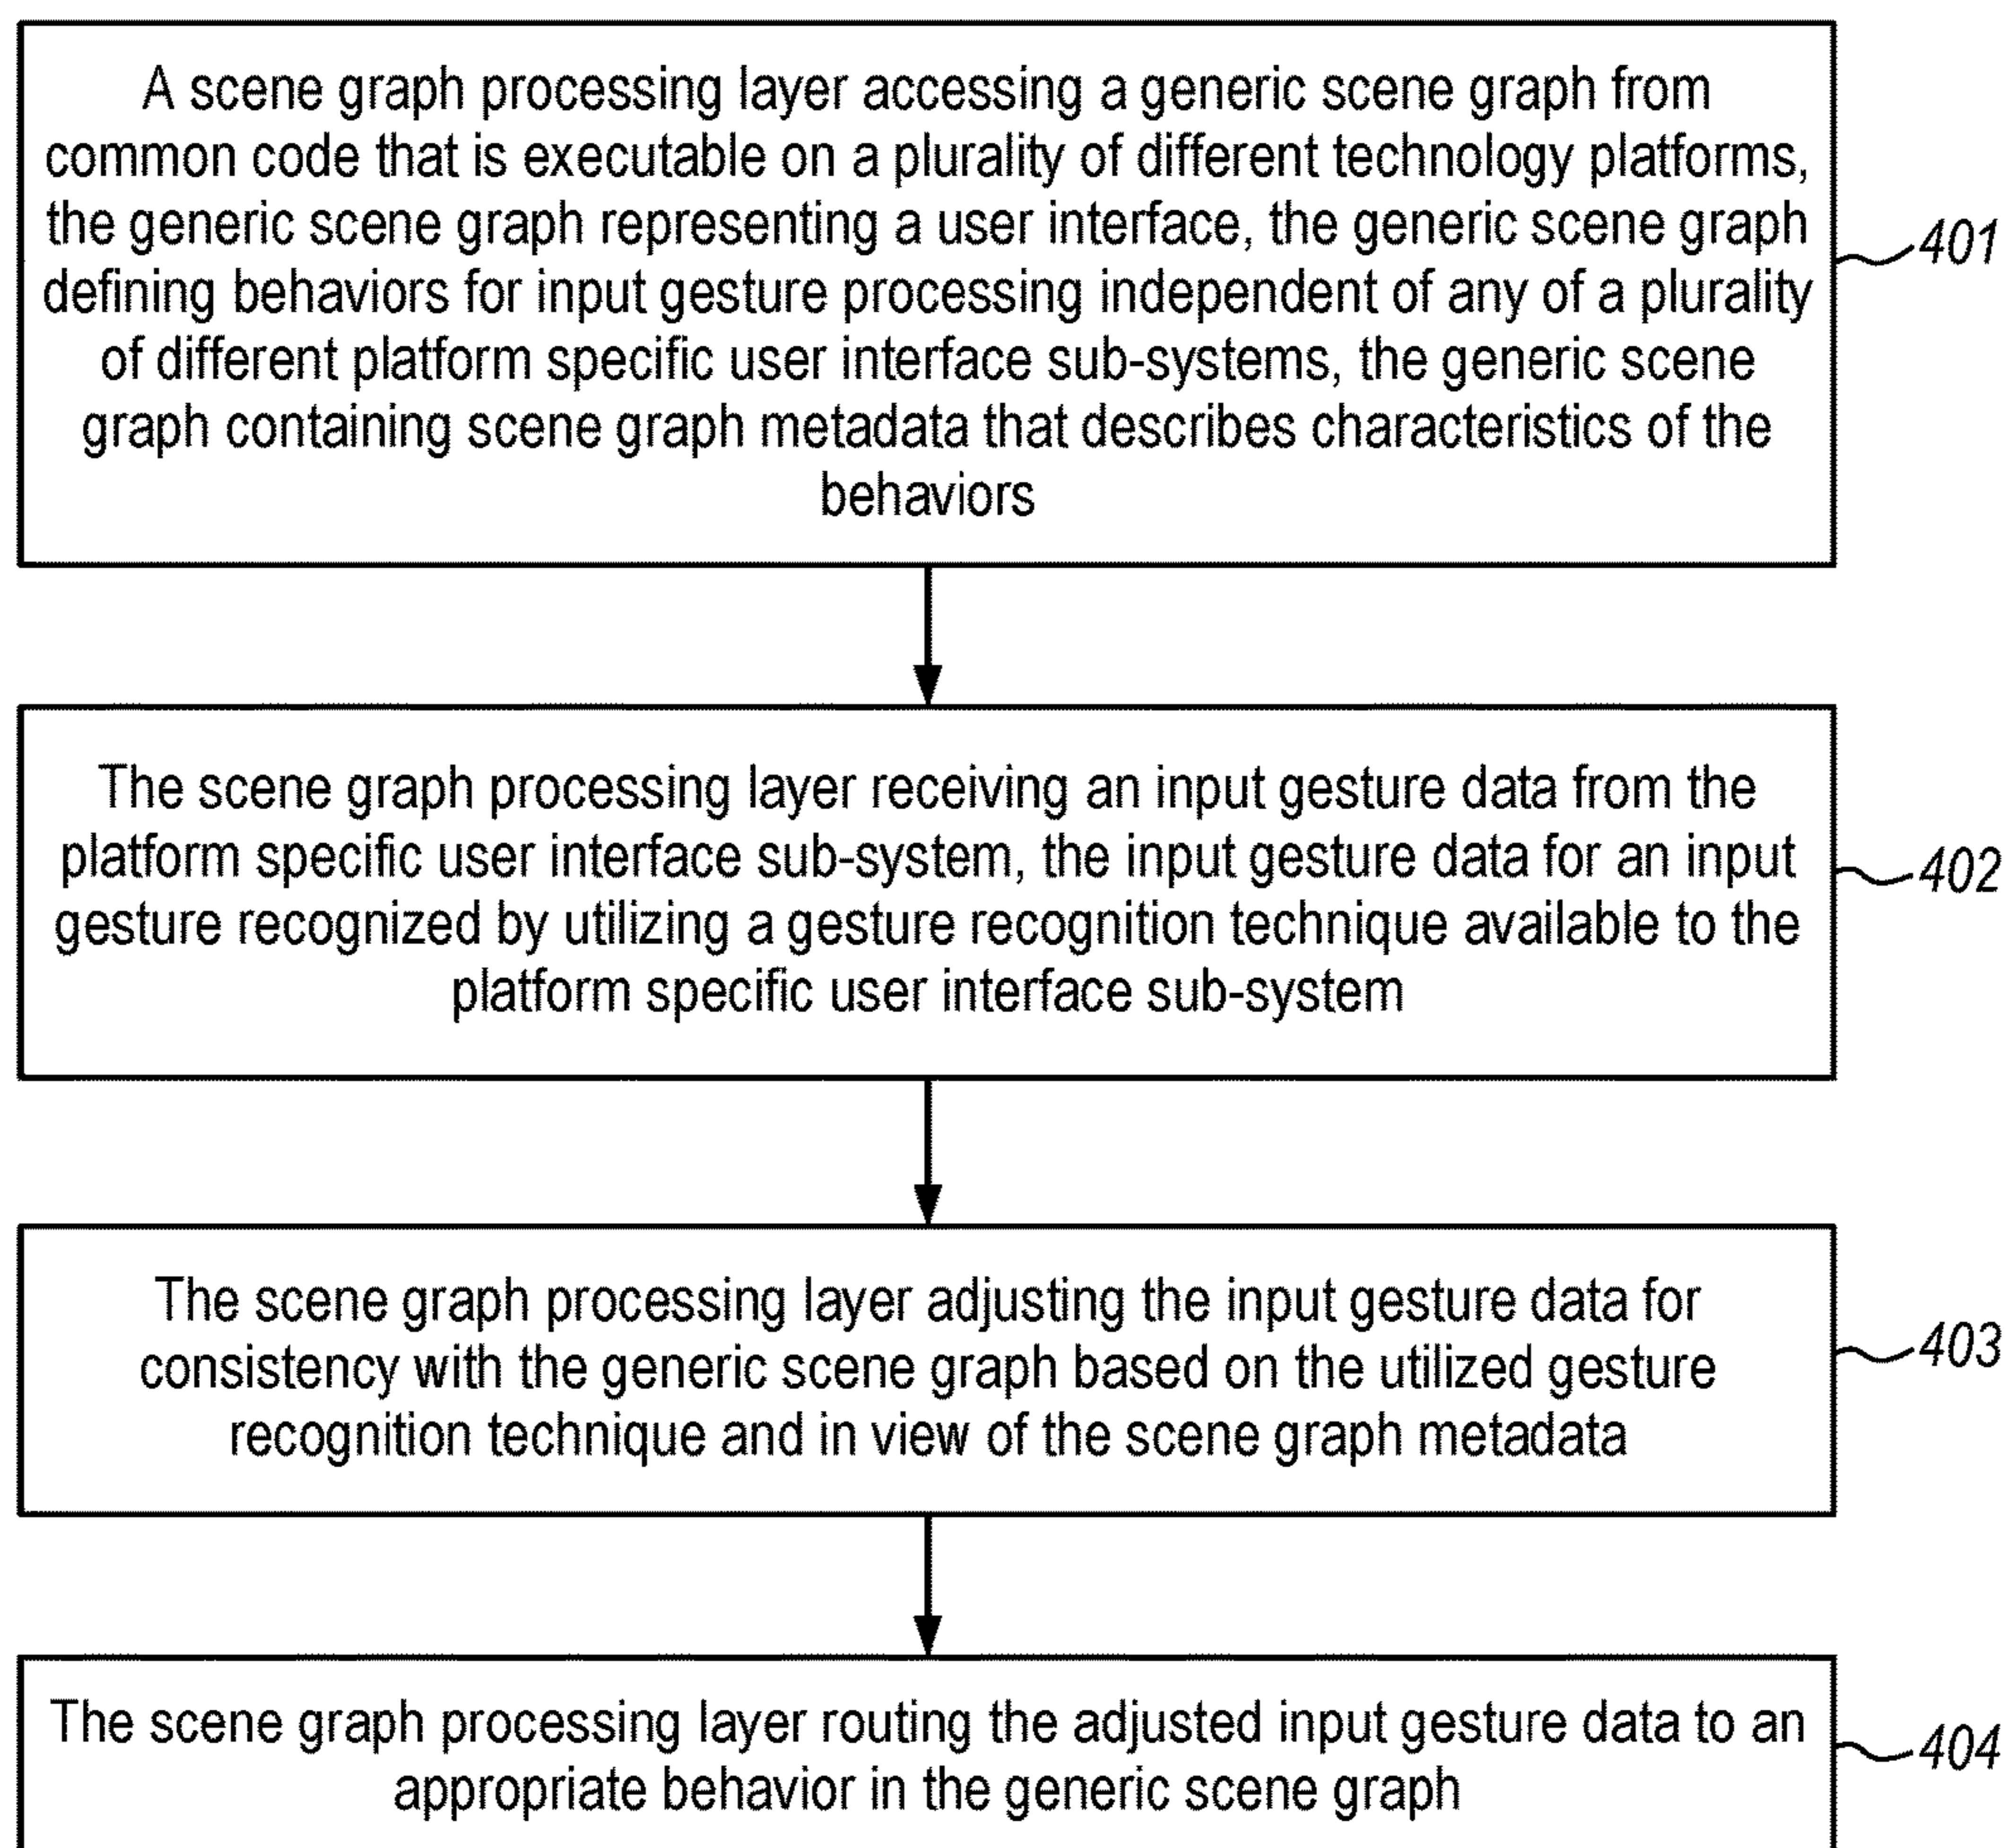 A scene graph processing layer accessing a generic scene graph from
common code that is executable on a plurality of different technology platforms,
the generic scene graph representing a user interface, the generic scene graph
defining behaviors for input gesture processing independent of any of a plurality
of different platform specific user interface sub-systems, the generic scene
graph containing scene graph metadata that describes characteristics of the
behaviors
401
The scene graph processing layer receiving an input gesture data from the
platform specific user interface sub-system, the input gesture data for an input
gesture recognized by utilizing a gesture recognition technique available to the
platform specific user interface sub-system
402
The scene graph processing layer adjusting the input gesture data for
consistency with the generic scene graph based on the utilized gesture
recognition technique and in view of the scene graph metadata
403
The scene graph processing layer routing the adjusted input gesture data to an
appropriate behavior in the generic scene graph
404